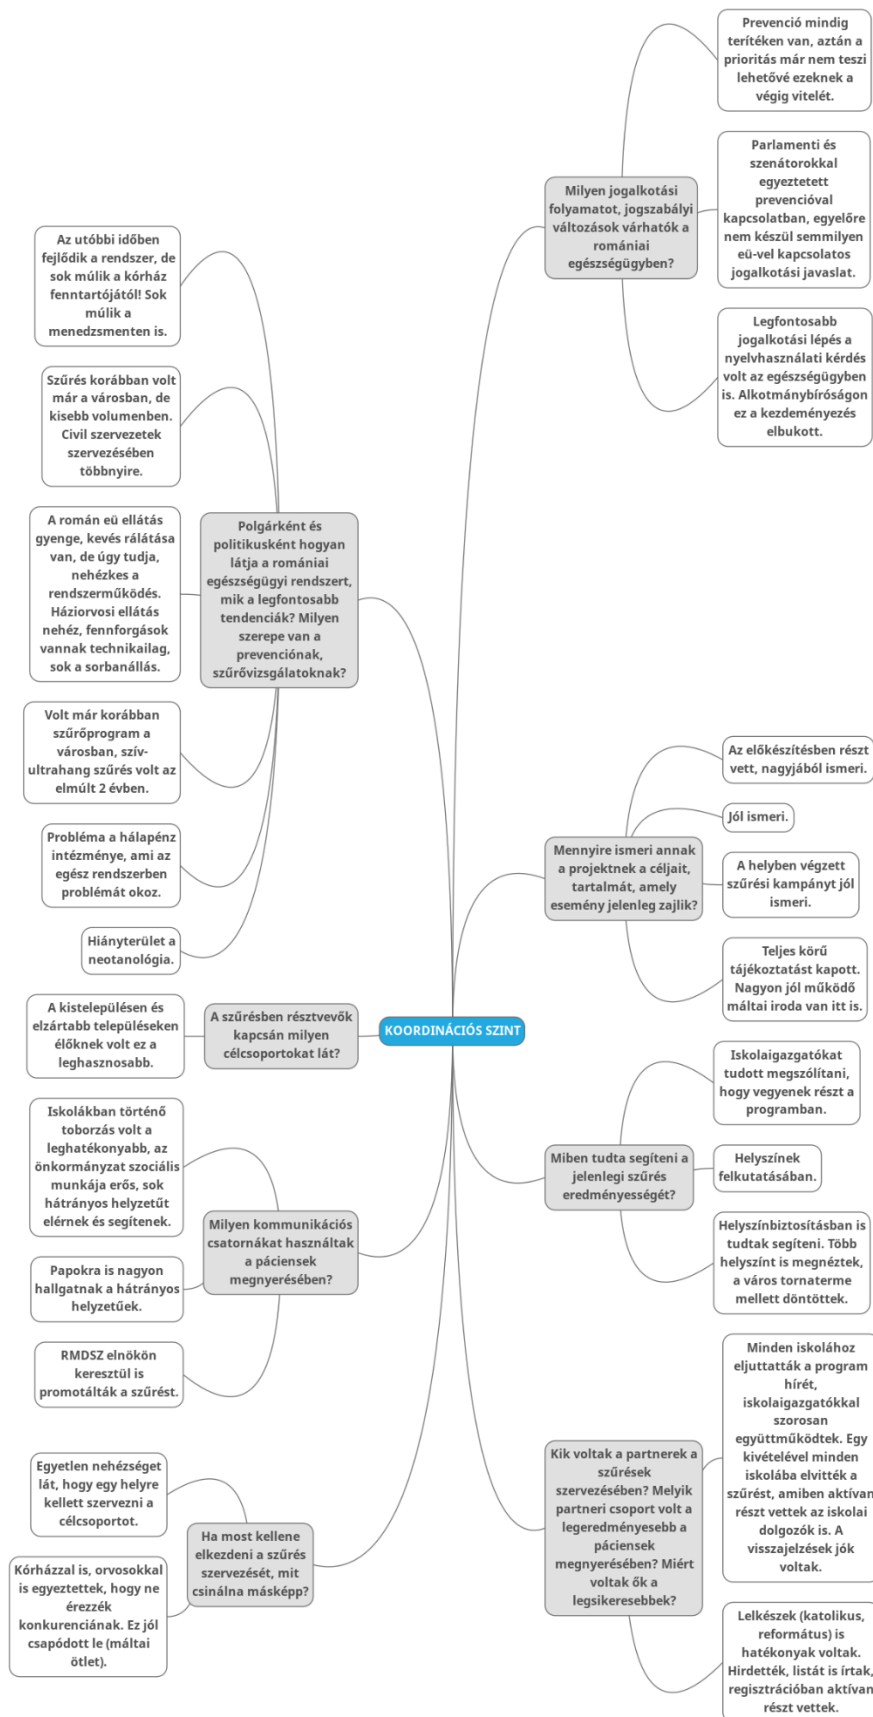 Prevenció mindig
terítéken van, aztán a
prioritás már nem teszi
lehetővé ezeknek a
végig vitelét.
Parlamenti és
szenátorokkal
egyeztetett
prevencióval
kapcsolatban, egyelőre
nem készül semmilyen
eü-vel kapcsolatos
jogalkotási javaslat.
Milyen jogalkotási
folyamatot, jogszabályi
változások várhatók a
romániai
egészségügyben?
Legfontosabb
jogalkotási lépés a
nyelvhasználati kérdés
volt az egészségügyben
is. Alkotmánybíróságon
ez a kezdeményezés
elbukott.
Az utóbbi időben
fejlődik a rendszer, de
sok múlik a kórház
fenntartójától! Sok
múlik a
menedzsmenten is.
Szűrés korábban volt
már a városban, de
kisebb volumenben.
Civil szervezetek
szervezésében
többnyire.
A román eü ellátás
gyenge, kevés rálátása
van, de úgy tudja,
nehézkes a
rendszerműködés.
Háziorvosi ellátás
nehéz, fennforgások
vannak technikailag,
sok a sorbanállás.
Polgárként és
politikusként hogyan
látja a romániai
egészségügyi rendszert,
mik a legfontosabb
tendenciák? Milyen
szerepe van a
prevenciónak,
szűrővizsgálatoknak?
Volt már korábban
szűrőprogram a
városban, szív-
ultrahang szűrés volt az
elmúlt 2 évben.
Probléma a hálapénz
intézménye, ami az
egész rendszerben
problémát okoz.
Hiányterület a
neotanológia.
Az előkészítésben részt
vett, nagyjából ismeri.
Jól ismeri.
Mennyire ismeri annak
a projektnek a céljait,
tartalmát, amely
esemény jelenleg zajlik?
A helyben végzett
szűrési kampányt jól
ismeri.
Teljes körű
tájékoztatást kapott.
Nagyon jól működő
máltai iroda van itt is.
A kistelepülésen és
elzártabb településeken
élőknek volt ez a
leghasznosabb.
A szűrésben résztvevők
kapcsán milyen
célcsoportokat lát?
KOORDINÁCIÓS SZINT
Iskolaigazgatókat
tudott megszólítani,
hogy vegyenek részt a
programban.
Miben tudta segíteni a
jelenlegi szűrés
eredményességét?
Helyszínek
felkutatásában.
Helyszínbiztosításban is
tudtak segíteni. Több
helyszínt is megnéztek,
a város tornaterme
mellett döntöttek.
Iskolákban történő
toborzás volt a
leghatékonyabb, az
önkormányzat szociális
munkája erős, sok
hátrányos helyzetűt
elérnek és segítenek.
Milyen kommunikációs
csatornákat használtak
a páciensek
megnyerésében?
Papokra is nagyon
hallgatnak a hátrányos
helyzetűek.
RMDSZ elnökön
keresztül is
promotálták a szűrést.
Minden iskolához
eljuttatták a program
hírét,
iskolaigazgatókkal
szorosan
együttműködtek. Egy
kivételével minden
iskolába elvitték a
szűrést, amiben aktívan
részt vettek az iskolai
dolgozók is. A
visszajelzések jók
voltak.
Kik voltak a partnerek a
szűrések
szervezésében? Melyik
partneri csoport volt a
legeredményesebb a
páciensek
megnyerésében? Miért
voltak ők a
legsikeresebbek?
Lelkészek (katolikus,
református) is
hatékonyak voltak.
Hirdették, listát is írtak,
regisztrációban aktívan
részt vettek.
Egyetlen nehézséget
lát, hogy egy helyre
kellett szervezni a
célcsoportot.
Ha most kellene
elkezdeni a szűrés
szervezését, mit
csinálna másképp?
Kórházzal is, orvosokkal
is egyeztettek, hogy ne
érezzék
konkurenciának. Ez jól
csapódott le (máltai
ötlet).